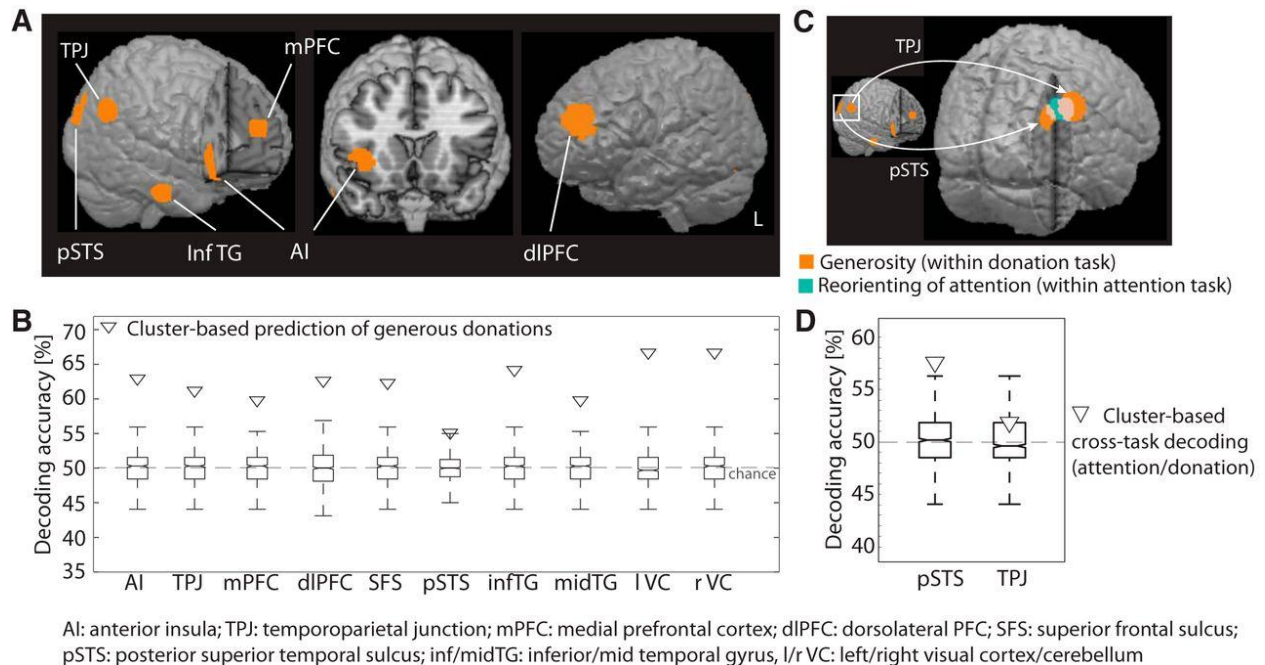 A
TPJ
mPFC
pSTS
Inf TG
AI
dlPFC
L
C
TPJ
pSTS
Generosity (within donation task)
Reorienting of attention (within attention task)
B
Decoding accuracy [%]
70
65
60
55
50
45
40
35
Cluster-based prediction of generous donations
chance
AI TPJ mPFC dlPFC SFS pSTS infTG midTG l VC r VC
D
Decoding accuracy [%]
60
55
50
45
40
pSTS TPJ
Cluster-based
cross-task decoding
(attention/donation)
AI: anterior insula; TPJ: temporoparietal junction; mPFC: medial prefrontal cortex; dlPFC: dorsolateral PFC; SFS: superior frontal sulcus;
pSTS: posterior superior temporal sulcus; inf/midTG: inferior/mid temporal gyrus, l/r VC: left/right visual cortex/cerebellum